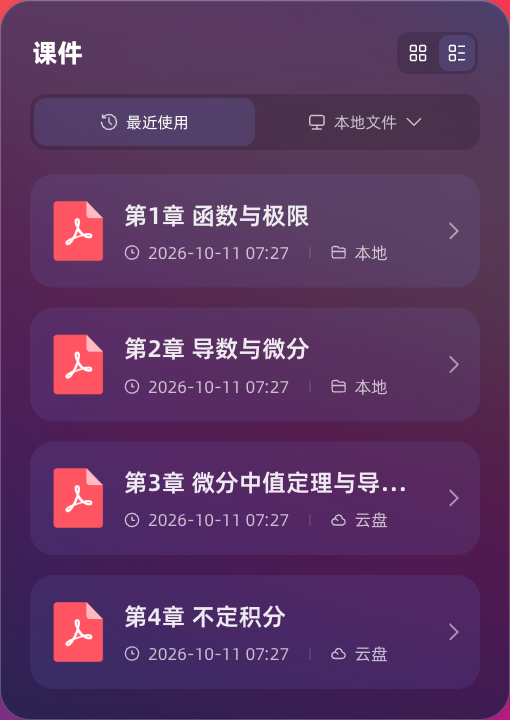 课件
最近使用
本地文件
第1章 函数与极限
2026-10-11 07:27 本地
第2章 导数与微分
2026-10-11 07:27 本地
第3章 微分中值定理与导...
2026-10-11 07:27 云盘
第4章 不定积分
2026-10-11 07:27 云盘